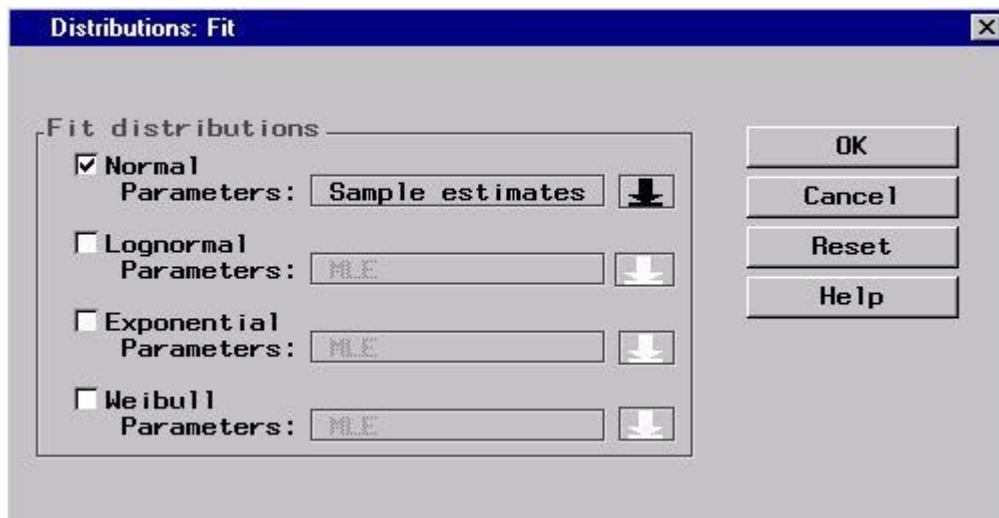 Distributions: Fit
Fit distributions
Normal
Parameters: Sample estimates
Lognormal
Parameters: MLE
Exponential
Parameters: MLE
Weibull
Parameters: MLE
OK
Cancel
Reset
Help